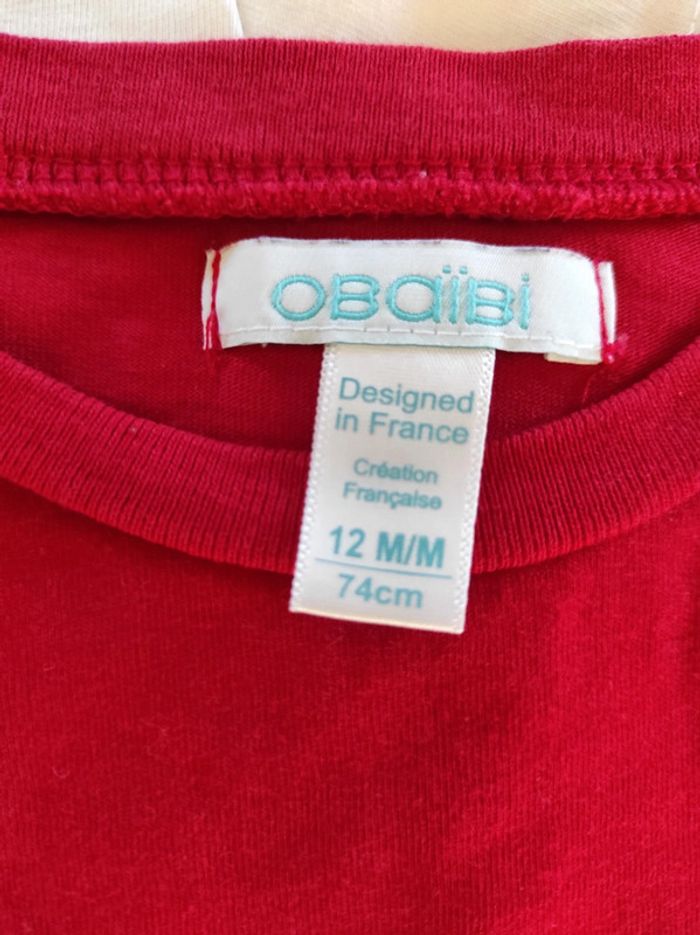 obaïbi
Designed
in France
Création
Française
12 M/M
74cm